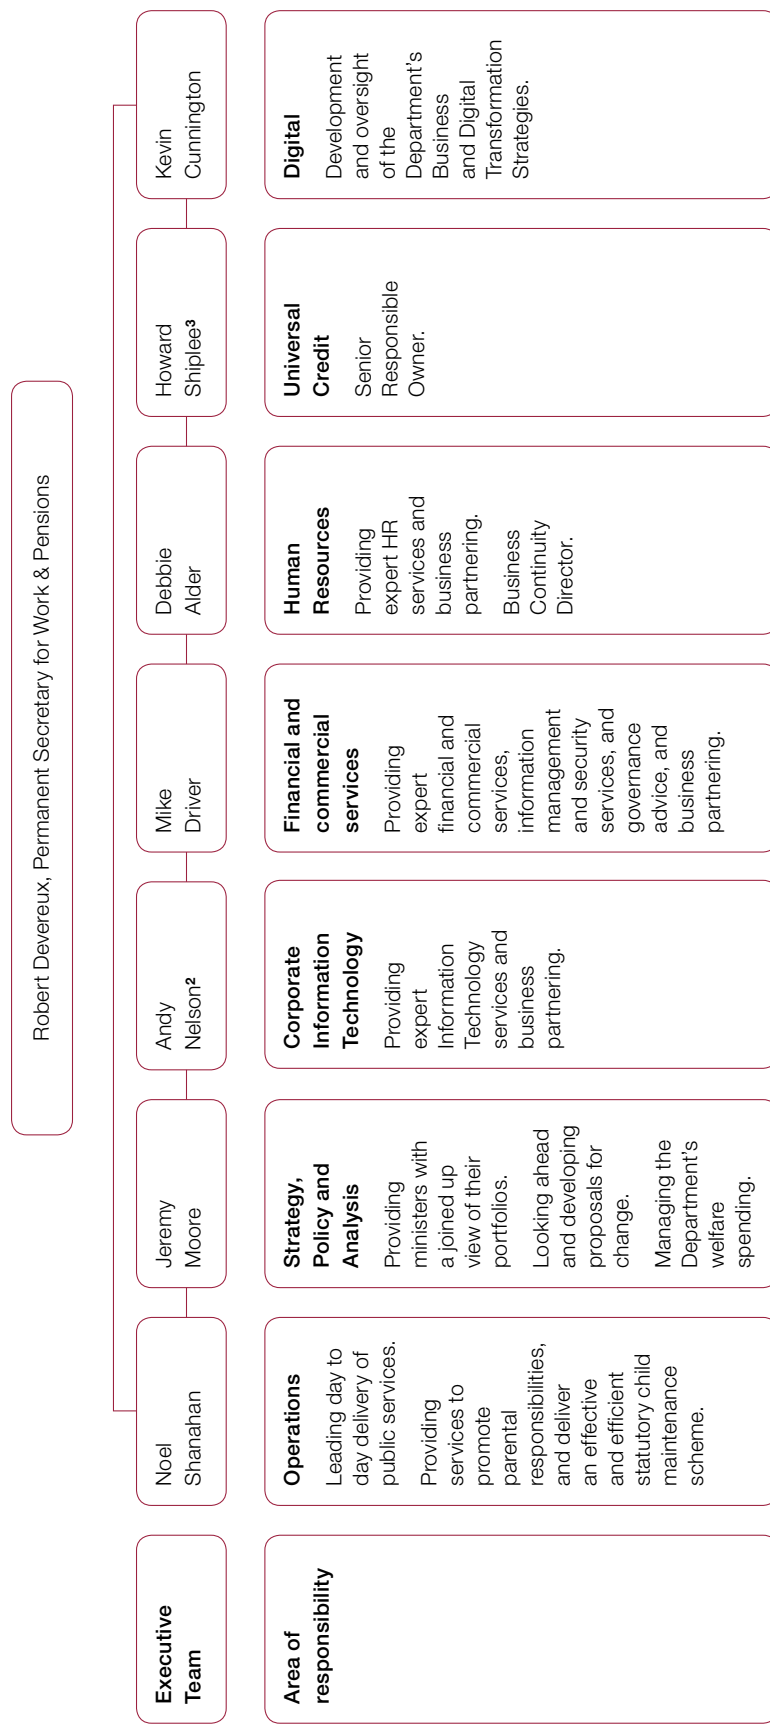 Robert Devereux, Permanent Secretary for Work & Pensions
Executive
Team
Noel
Shanahan
Jeremy
Moore
Andy
Nelson²
Mike
Driver
Debbie
Alder
Howard
Shiplee³
Kevin
Cunnington
Area of
responsibility
Operations
Leading day to
day delivery of
public services.
Providing
services to
promote
parental
responsibilities,
and deliver
an effective
and efficient
statutory child
maintenance
scheme.
Strategy,
Policy and
Analysis
Providing
ministers with
a joined up
view of their
portfolios.
Looking ahead
and developing
proposals for
change.
Managing the
Department's
welfare
spending.
Corporate
Information
Technology
Providing
expert
Information
Technology
services and
business
partnering.
Financial and
commercial
services
Providing
expert
financial and
commercial
services,
information
management
and security
services, and
governance
advice, and
business
partnering.
Human
Resources
Providing
expert HR
services and
business
partnering.
Business
Continuity
Director.
Universal
Credit
Senior
Responsible
Owner.
Digital
Development
and oversight
of the
Department's
Business
and Digital
Transformation
Strategies.